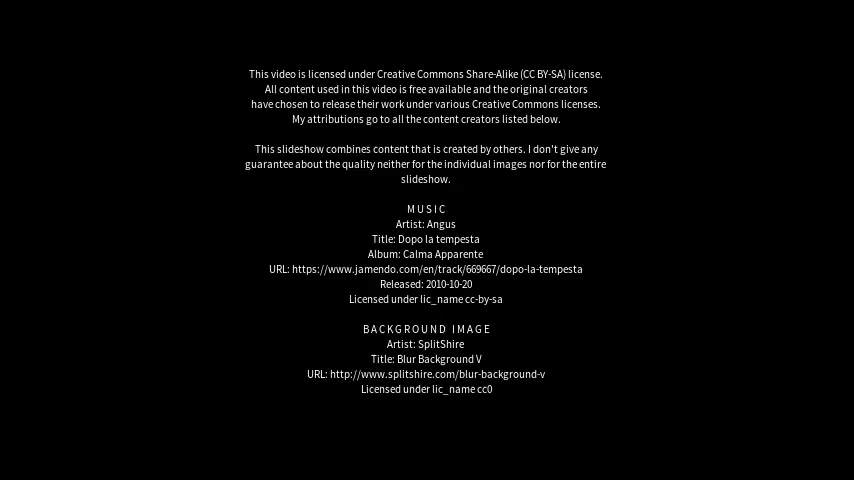 This video is licensed under Creative Commons Share-Alike (CC BY-SA) license.
All content used in this video is free available and the original creators
have chosen to release their work under various Creative Commons licenses.
My attributions go to all the content creators listed below.
This slideshow combines content that is created by others. I don't give any
guarantee about the quality neither for the individual images nor for the entire
slideshow.
MUSIC
Artist: Angus
Title: Dopo la tempesta
Album: Calma Apparente
URL: https://www.jamendo.com/en/track/669667/dopo-la-tempesta
Released: 2010-10-20
Licensed under lic_name cc-by-sa
BACKGROUND IMAGE
Artist: SplitShire
Title: Blur Background V
URL: http://www.splitshire.com/blur-background-v
Licensed under lic_name cc0